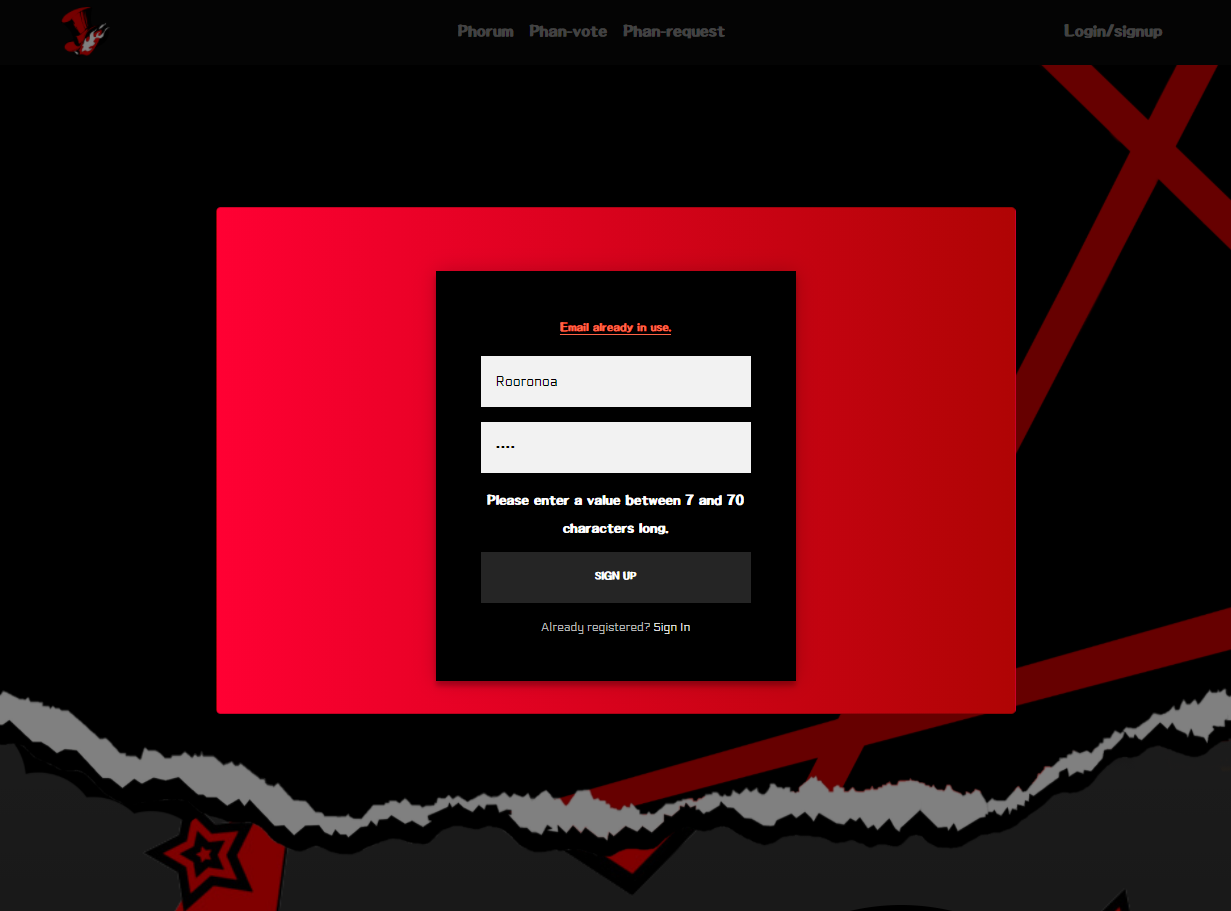 Phorum Phan-vote Phan-request Login/signup
Email already in use.
Rooronoa
....
Please enter a value between 7 and 70
characters long.
SIGN UP
Already registered? Sign In